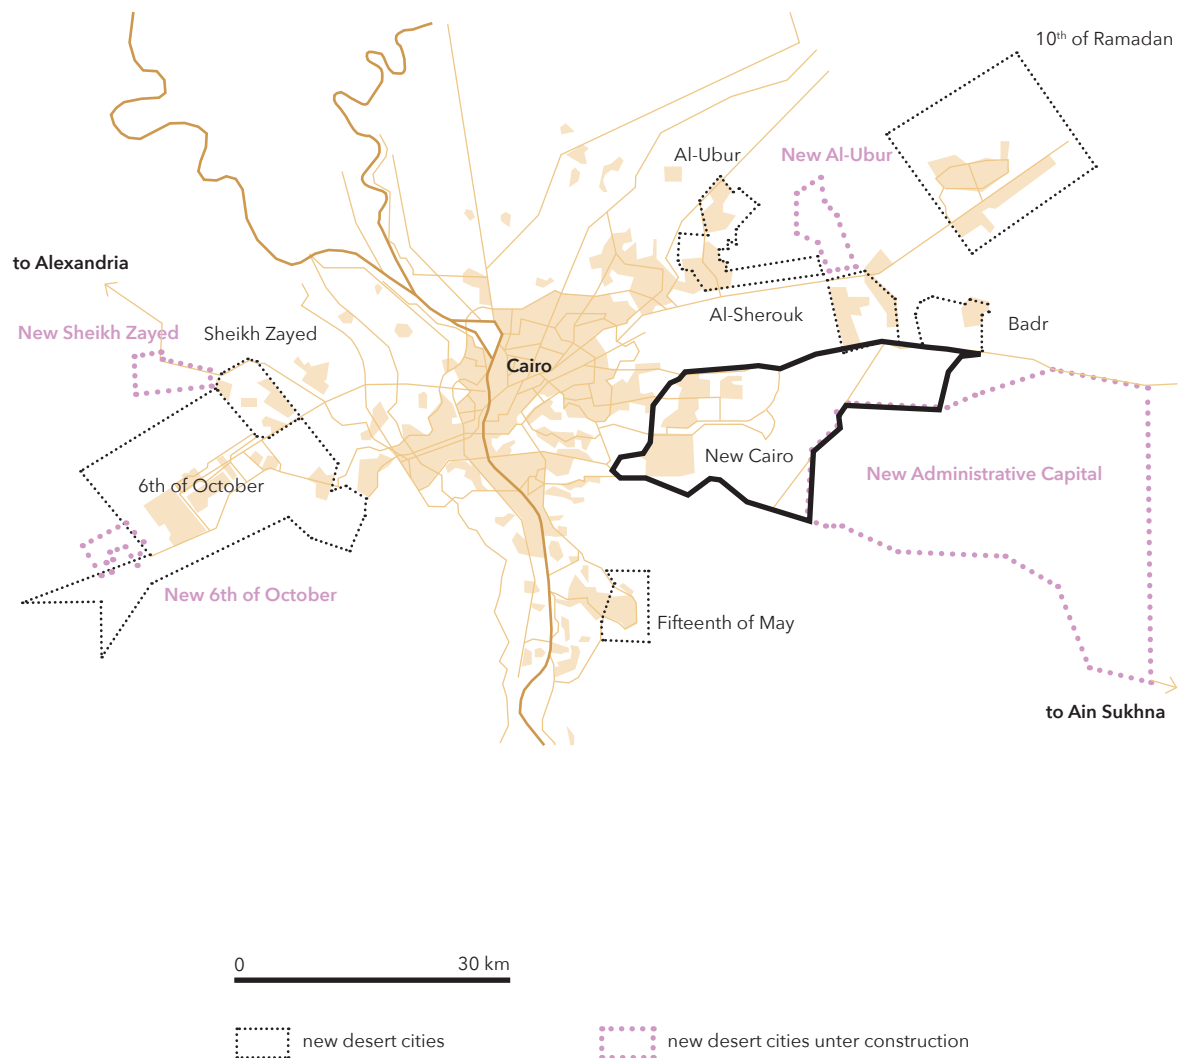 10th of Ramadan
Al-Ubur
New Al-Ubur
to Alexandria
New Sheikh Zayed
Sheikh Zayed
Al-Sherouk
Badr
Cairo
New Cairo
New Administrative Capital
6th of October
New 6th of October
Fifteenth of May
to Ain Sukhna
0 30 km
new desert cities
new desert cities unter construction